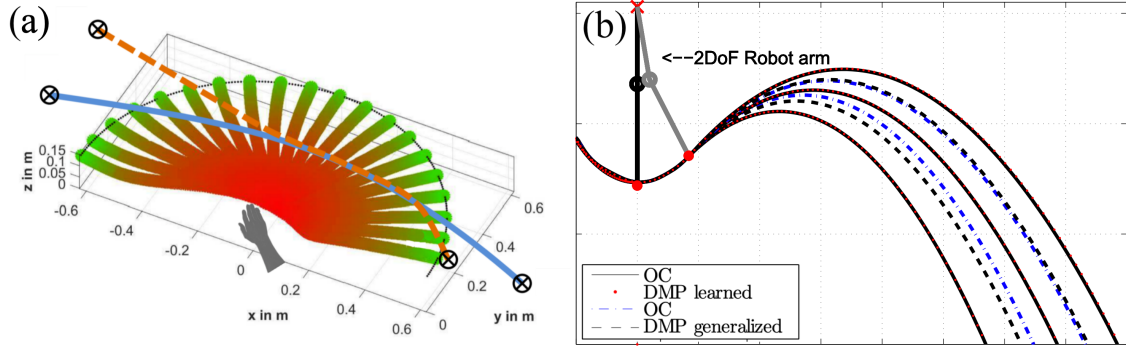 (a)
z in m
0.15
0.1
0.05
0
-0.6
-0.4
-0.2
0
0.2
0.4
0.6
x in m
0
0.2
0.4
0.6
y in m
(b)
<--2DoF Robot arm
OC
DMP learned
OC
DMP generalized